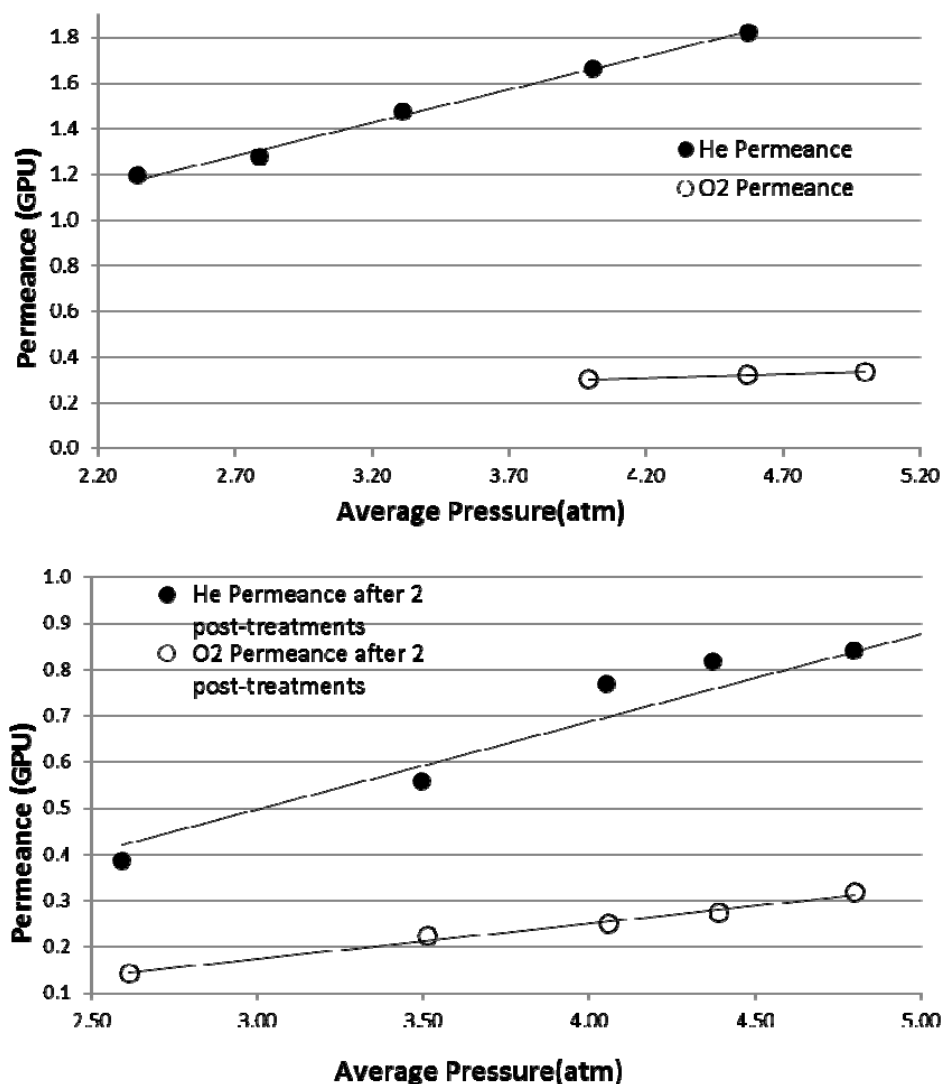 Permeance (GPU)
1.8
1.6
1.4
1.2
1.0
0.8
0.6
0.4
0.2
0.0
He Permeance
O2 Permeance
2.20 2.70 3.20 3.70 4.20 4.70 5.20
Average Pressure(atm)
Permeance (GPU)
1.0
0.9
0.8
0.7
0.6
0.5
0.4
0.3
0.2
0.1
He Permeance after 2
post-treatments
O2 Permeance after 2
post-treatments
2.50 3.00 3.50 4.00 4.50 5.00
Average Pressure(atm)